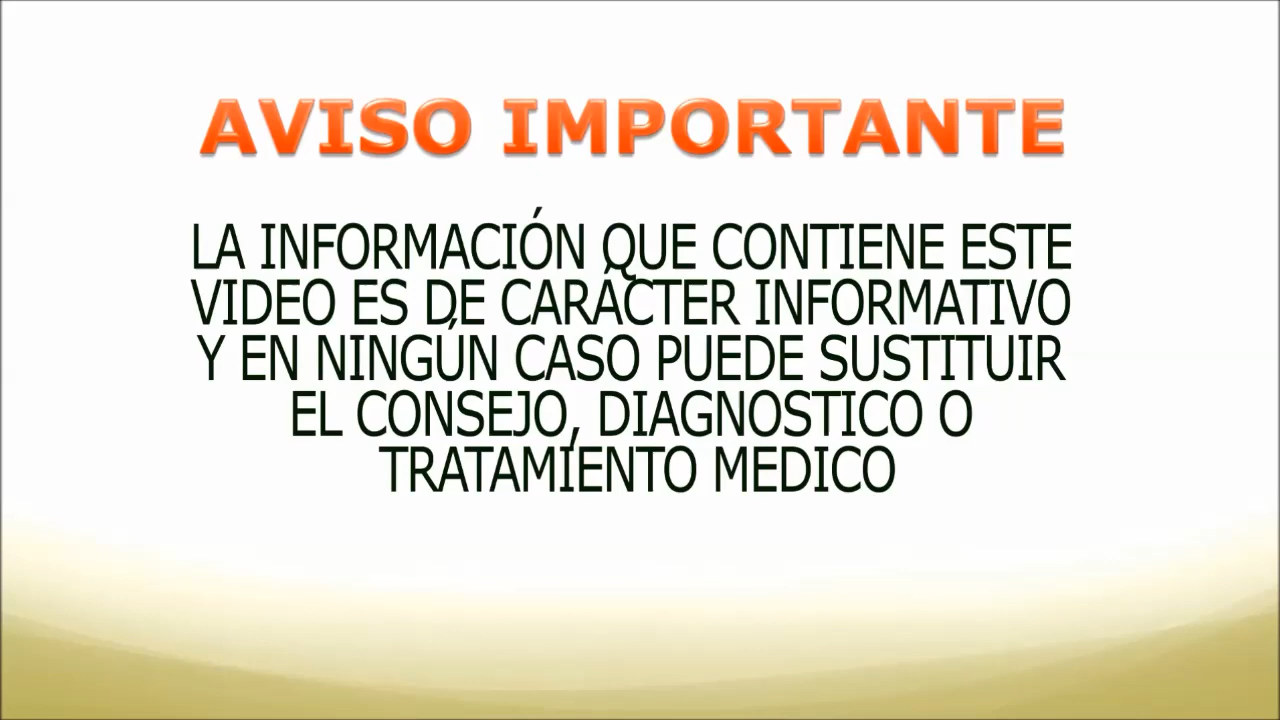 AVISO IMPORTANTE
LA INFORMACIÓN QUE CONTIENE ESTE
VIDEO ES DE CARÁCTER INFORMATIVO
Y EN NINGÚN CASO PUEDE SUSTITUIR
EL CONSEJO, DIAGNOSTICO O
TRATAMIENTO MEDICO